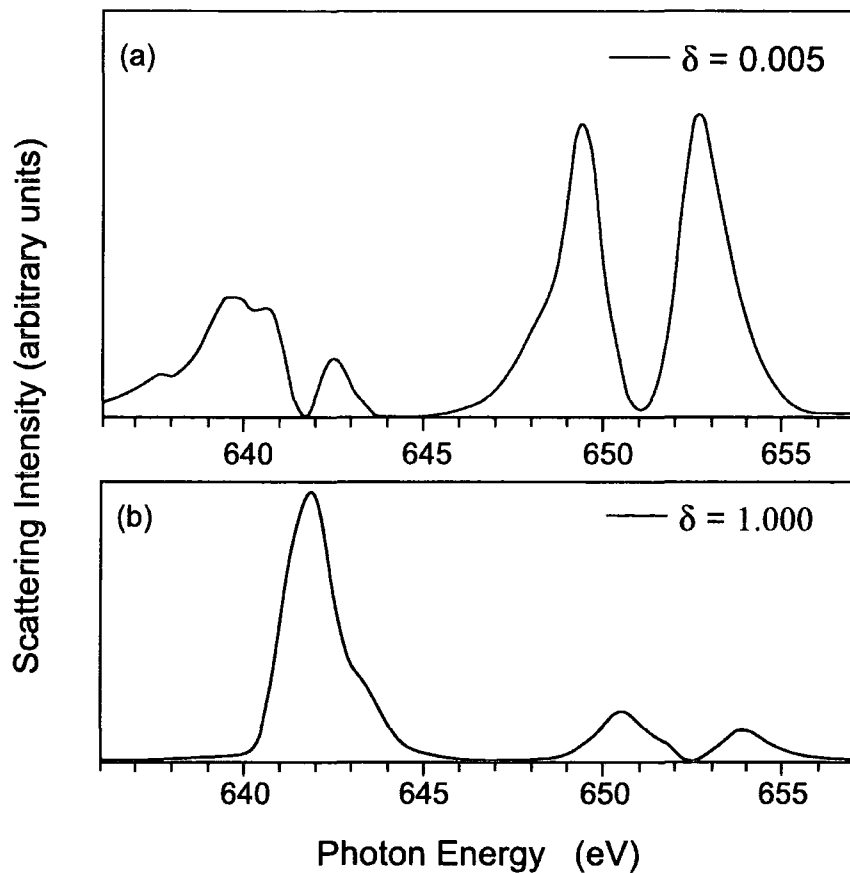 Scattering Intensity (arbitrary units)
(a)
δ = 0.005
640 645 650 655
(b)
δ = 1.000
640 645 650 655
Photon Energy (eV)